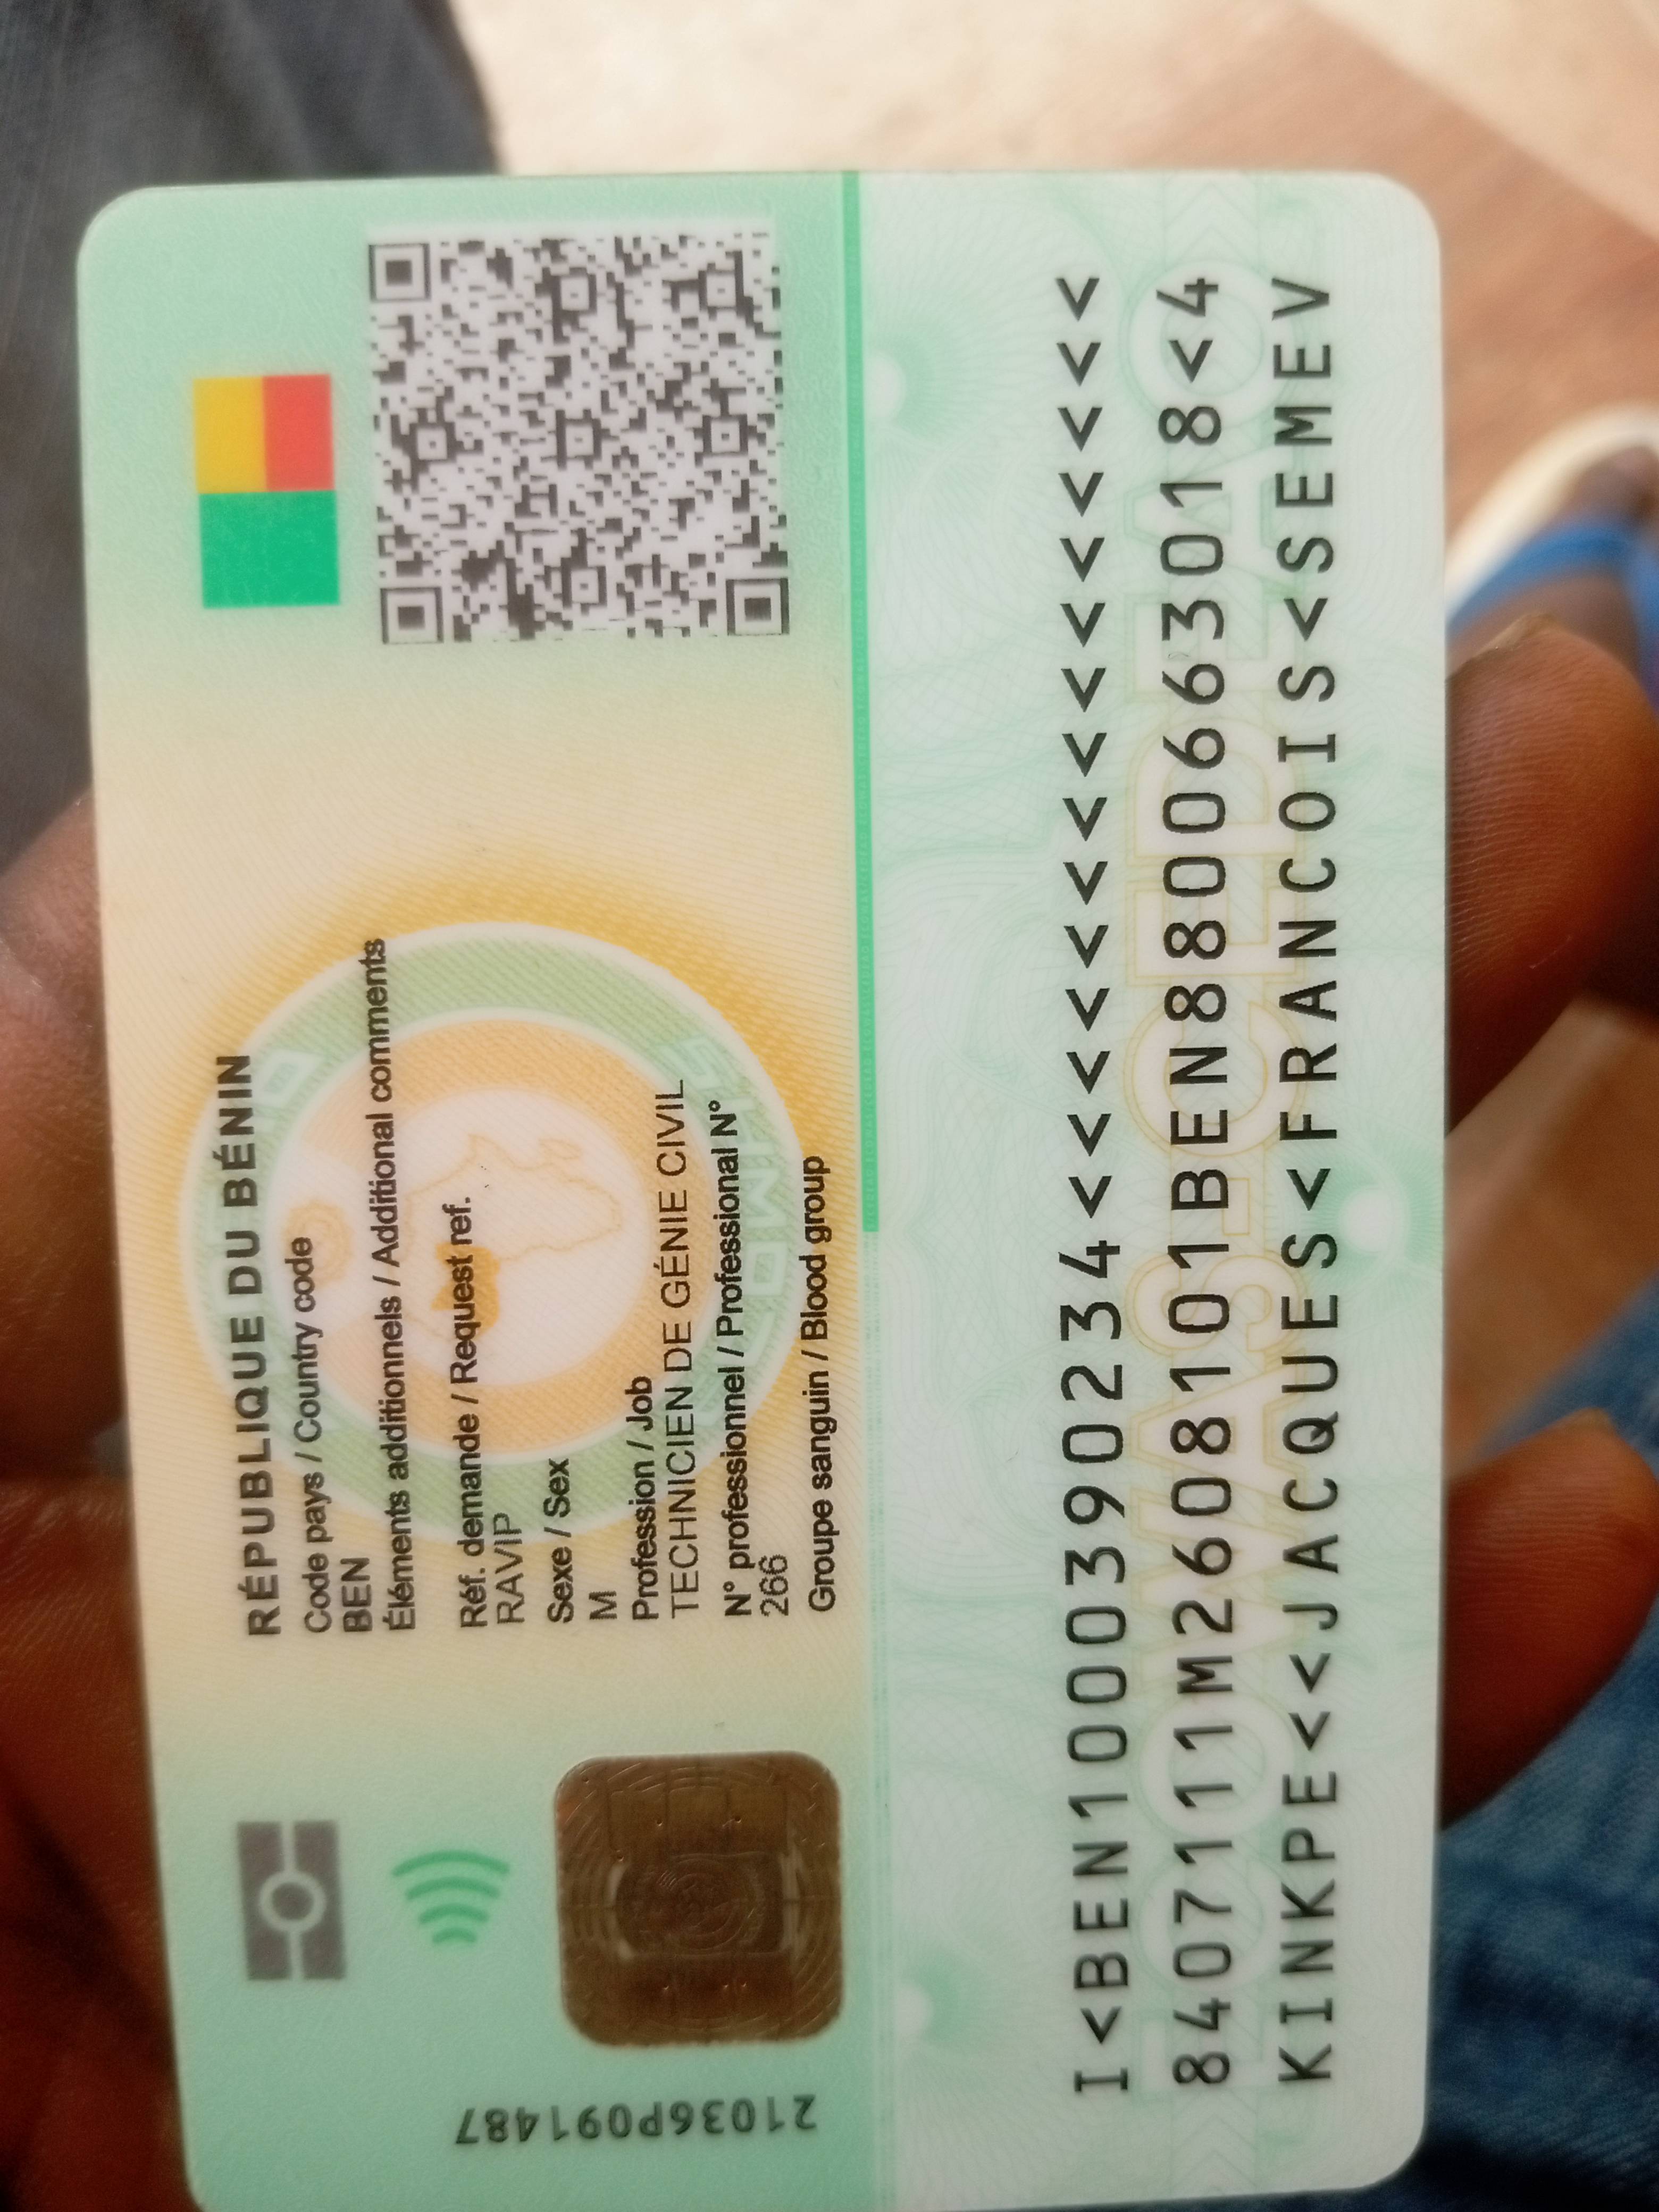 RÉPUBLIQUE DU BÉNIN
Code pays / Country code
BEN
Éléments additionnels / Additional comments
Réf. demande / Request ref.
RAVIP
Sexe / Sex
M
Profession / Job
TECHNICIEN DE GÉNIE CIVIL
N° professionnel / Professional N°
266
Groupe sanguin / Blood group
21036P091487
I<BEN1000390234<<<<<<<<<<<<<<<
8407111M2608101BEN8800663018<4
KINKPE<<JACQUES<FRANCOIS<SEMEV